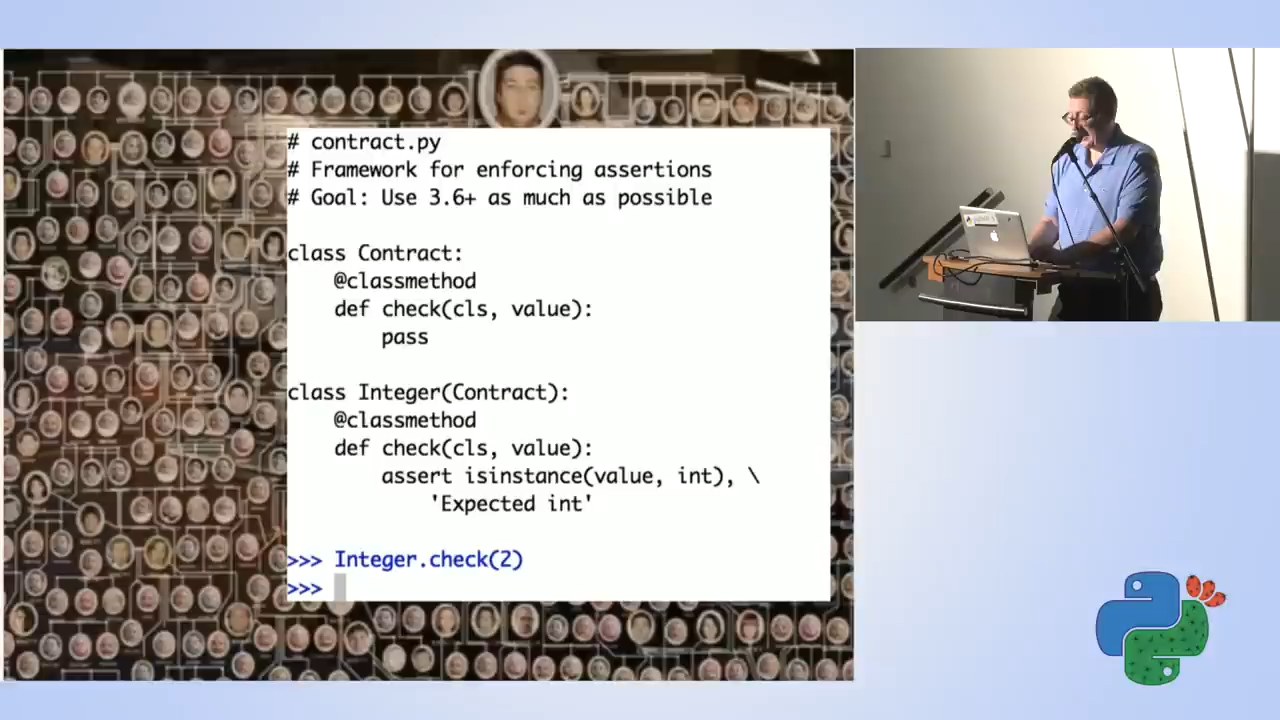 # contract.py
# Framework for enforcing assertions
# Goal: Use 3.6+ as much as possible

class Contract:
    @classmethod
    def check(cls, value):
        pass

class Integer(Contract):
    @classmethod
    def check(cls, value):
        assert isinstance(value, int), \
            'Expected int'

>>> Integer.check(2)
>>>